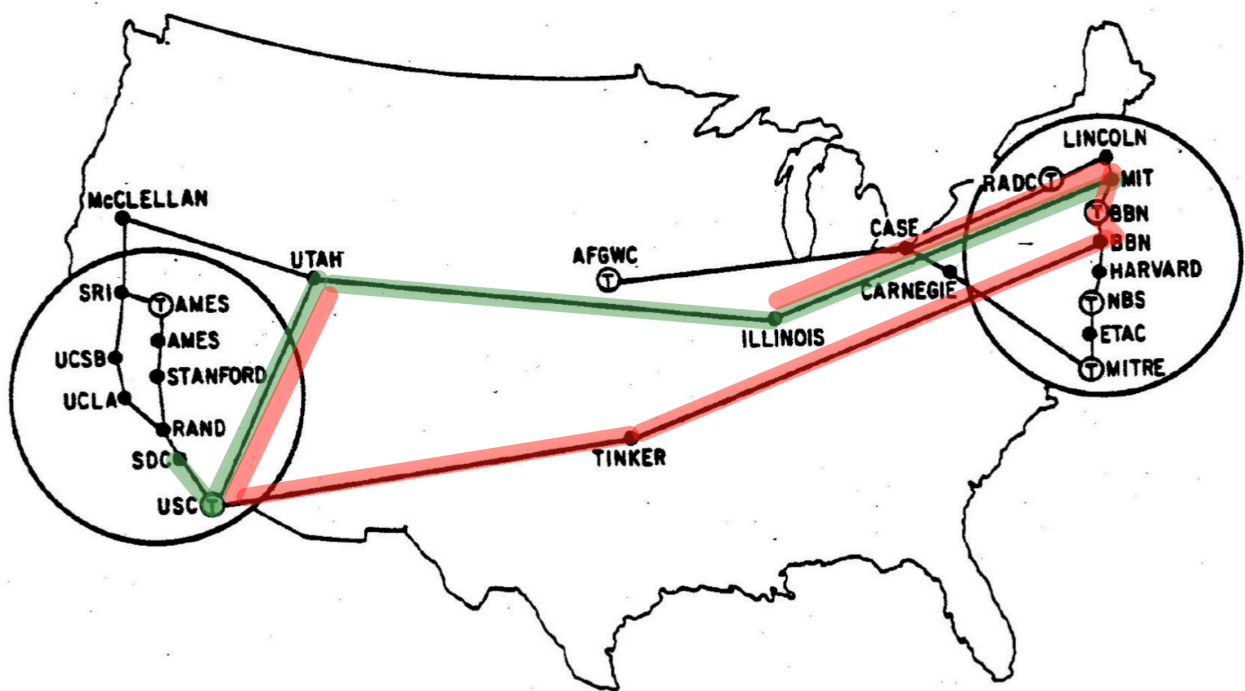 LINCOLN
RADC T
MIT
McCLELLAN
T BBN
CASE
UTAH
AFGWC
T
BBN
HARVARD
SRI
T AMES
CARNEGIE
T NBS
AMES
ILLINOIS
ETAC
UCSB
STANFORD
T MITRE
UCLA
RAND
SDC
TINKER
USC T